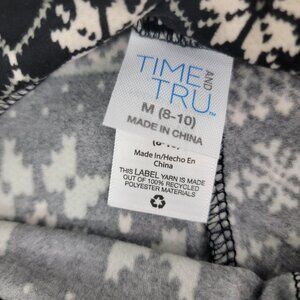 TIME AND
TRU™
M (8-10)
MADE IN CHINA
Made In/Hecho En
China
THIS LABEL YARN IS MADE
OUT OF 100% RECYCLED
POLYESTER MATERIALS